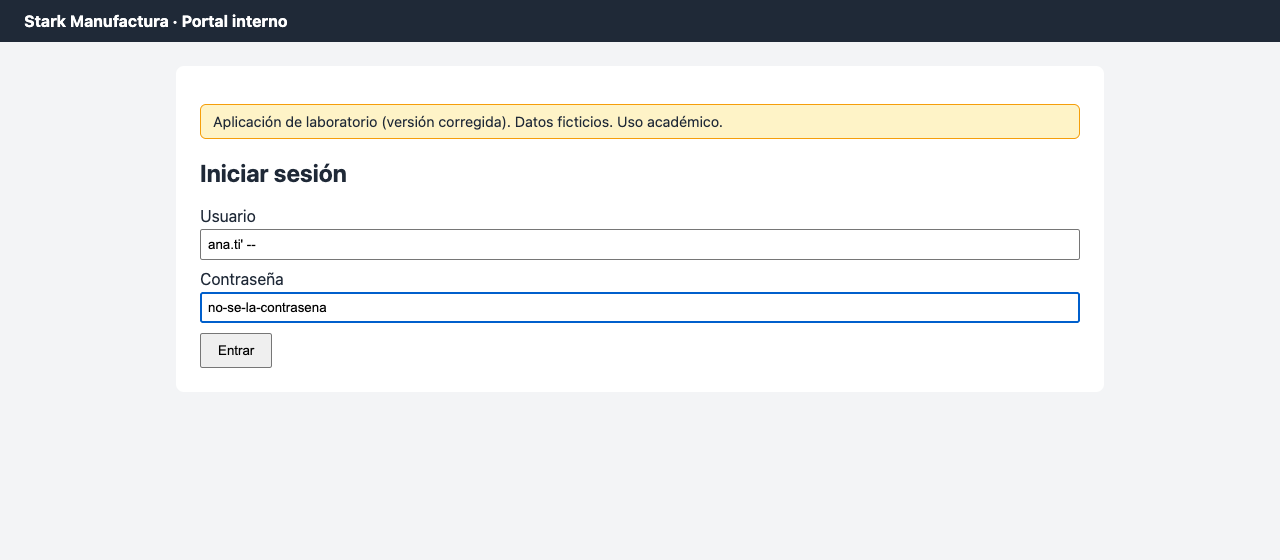 Stark Manufactura · Portal interno
Aplicación de laboratorio (versión corregida). Datos ficticios. Uso académico.
Iniciar sesión
Usuario
ana.ti' --
Contraseña
no-se-la-contrasena
Entrar